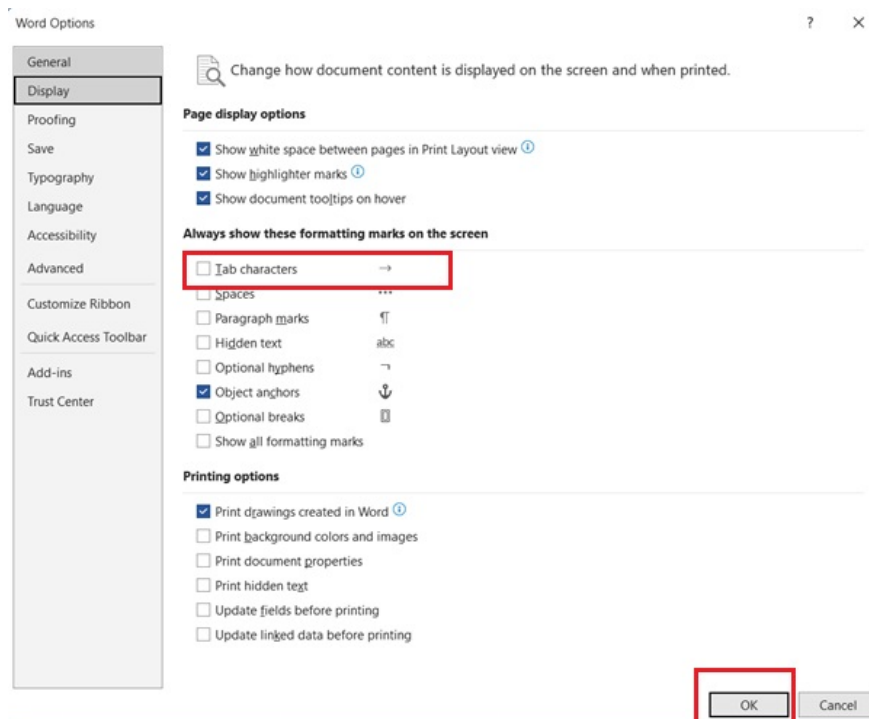 Word Options ? ×
General
Display
Proofing
Save
Typography
Language
Accessibility
Advanced
Customize Ribbon
Quick Access Toolbar
Add-ins
Trust Center
Change how document content is displayed on the screen and when printed.
Page display options
Show white space between pages in Print Layout view
Show highlighter marks
Show document tooltips on hover
Always show these formatting marks on the screen
Tab characters →
Spaces ···
Paragraph marks ¶
Hidden text abc
Optional hyphens ¬
Object anchors
Optional breaks
Show all formatting marks
Printing options
Print drawings created in Word
Print background colors and images
Print document properties
Print hidden text
Update fields before printing
Update linked data before printing
OK Cancel